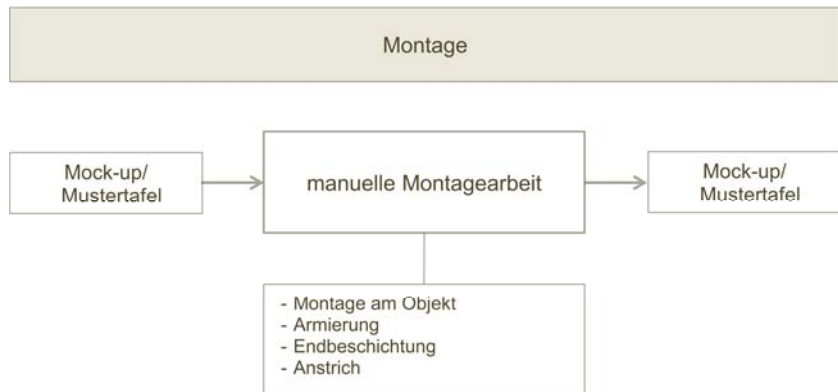 Montage
Mock-up/
Mustertafel
manuelle Montagearbeit
Mock-up/
Mustertafel
- Montage am Objekt
- Armierung
- Endbeschichtung
- Anstrich